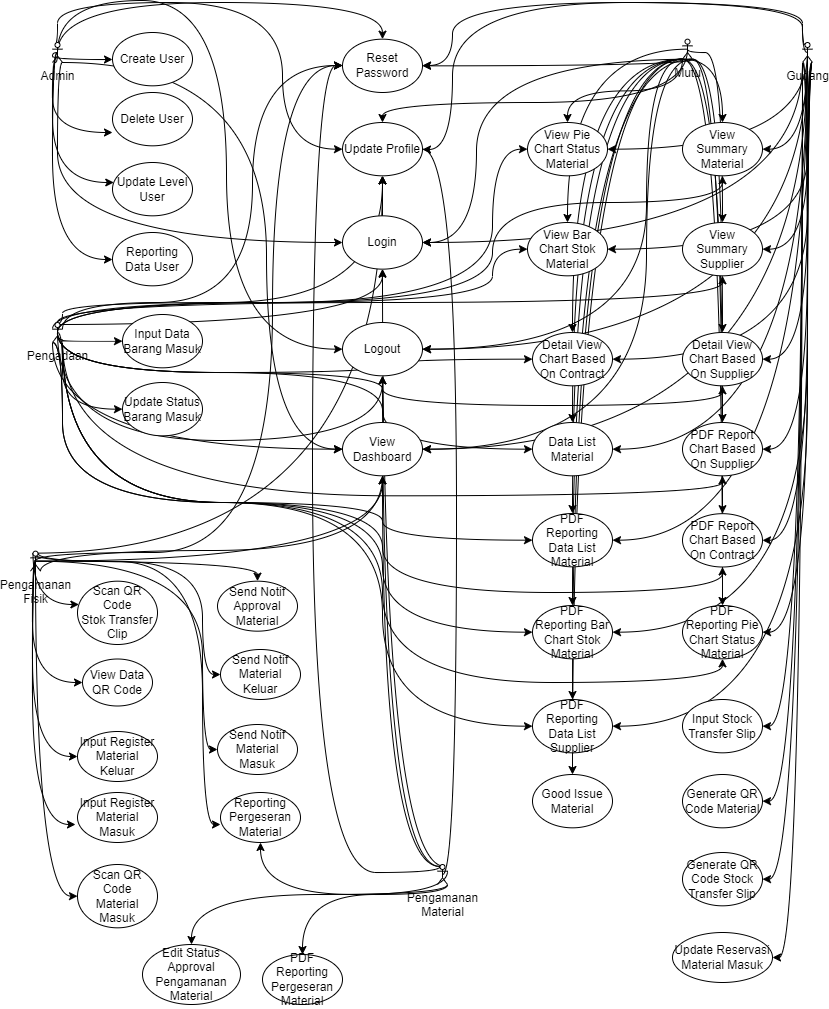 Admin
Create User
Delete User
Update Level
User
Reporting
Data User
Reset
Password
Update Profile
Login
Logout
View
Dashboard
Mutu
Gudang
View Pie
Chart Status
Material
View
Summary
Material
View Bar
Chart Stok
Material
View
Summary
Supplier
Detail View
Chart Based
On Contract
Detail View
Chart Based
On Supplier
Data List
Material
PDF Report
Chart Based
On Supplier
PDF
Reporting
Data List
Material
PDF Report
Chart Based
On Contract
PDF
Reporting Bar
Chart Stok
Material
PDF
Reporting Pie
Chart Status
Material
PDF
Reporting
Data List
Supplier
Input Stock
Transfer Slip
Good Issue
Material
Generate QR
Code Material
Generate QR
Code Stock
Transfer Slip
Update Reservasi
Material Masuk
Pengadaan
Input Data
Barang Masuk
Update Status
Barang Masuk
Pengamanan
Fisik
Scan QR
Code
Stok Transfer
Clip
View Data
QR Code
Input Register
Material
Keluar
Input Register
Material
Masuk
Scan QR
Code
Material
Masuk
Send Notif
Approval
Material
Send Notif
Material
Keluar
Send Notif
Material
Masuk
Reporting
Pergeseran
Material
Pengamanan
Material
Edit Status
Approval
Pengamanan
Material
PDF
Reporting
Pergeseran
Material